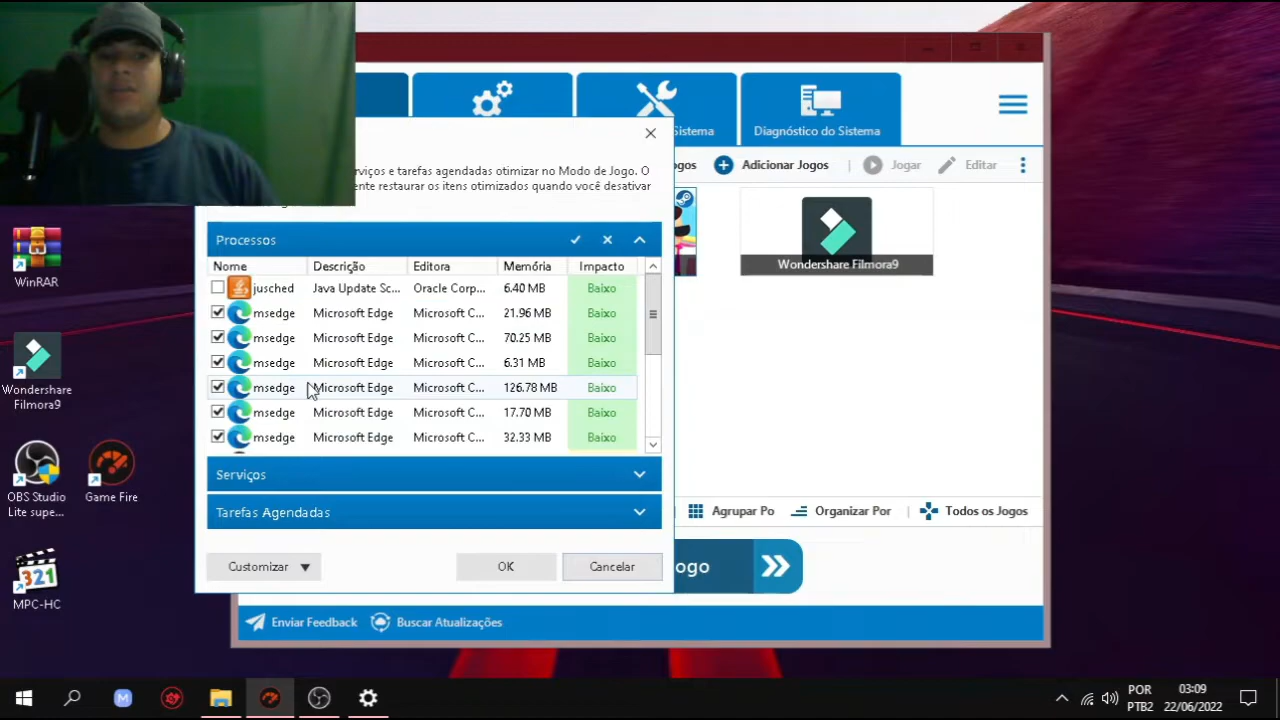 Sistema
Diagnóstico do Sistema
ogos
Adicionar Jogos
Jogar
Editar
rviços e tarefas agendadas otimizar no Modo de Jogo. O
ente restaurar os itens otimizados quando você desativar
Processos
Nome Descrição Editora Memória Impacto
jusched Java Update Sc... Oracle Corp... 6.40 MB Baixo
msedge Microsoft Edge Microsoft C... 21.96 MB Baixo
msedge Microsoft Edge Microsoft C... 70.25 MB Baixo
msedge Microsoft Edge Microsoft C... 6.31 MB Baixo
msedge Microsoft Edge Microsoft C... 126.78 MB Baixo
msedge Microsoft Edge Microsoft C... 17.70 MB Baixo
msedge Microsoft Edge Microsoft C... 32.33 MB Baixo
Serviços
Tarefas Agendadas
Customizar
OK
Cancelar
Wondershare Filmora9
Agrupar Po
Organizar Por
Todos os Jogos
ogo
Enviar Feedback
Buscar Atualizações
WinRAR
Wondershare
Filmora9
OBS Studio
Lite supe...
Game Fire
321
MPC-HC
POR
PTB2
03:09
22/06/2022